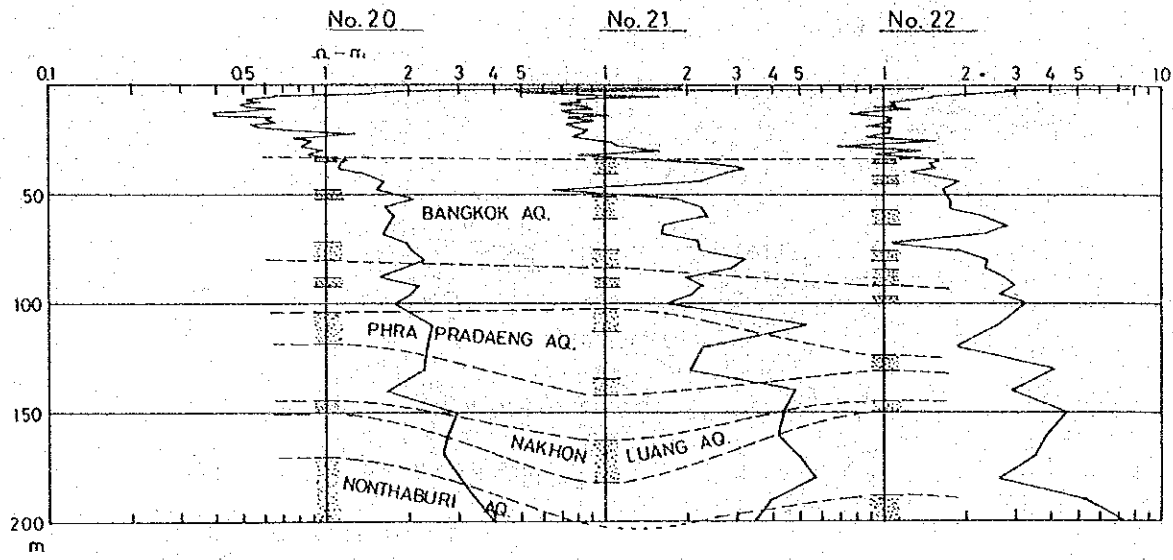 No. 20 No. 21 No. 22
Ω-m
0.1 0.5 1 2 3 4 5 1 2 3 4 5 1 2 3 4 5 10
50
BANGKOK AQ.
100
PHRA PRADAENG AQ.
150
NAKHON LUANG AQ.
NONTHABURI AQ.
200
m